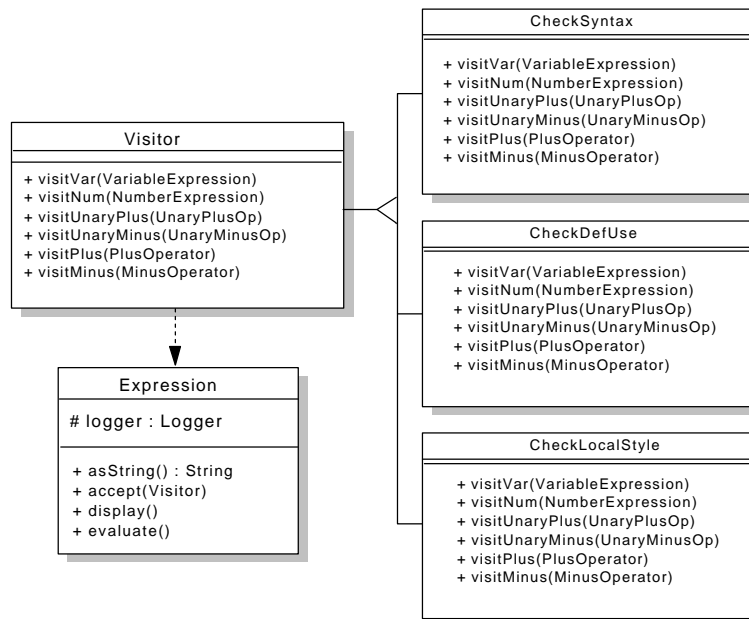 Visitor
+ visitVar(VariableExpression)
+ visitNum(NumberExpression)
+ visitUnaryPlus(UnaryPlusOp)
+ visitUnaryMinus(UnaryMinusOp)
+ visitPlus(PlusOperator)
+ visitMinus(MinusOperator)
Expression
# logger : Logger
+ asString() : String
+ accept(Visitor)
+ display()
+ evaluate()
CheckSyntax
+ visitVar(VariableExpression)
+ visitNum(NumberExpression)
+ visitUnaryPlus(UnaryPlusOp)
+ visitUnaryMinus(UnaryMinusOp)
+ visitPlus(PlusOperator)
+ visitMinus(MinusOperator)
CheckDefUse
+ visitVar(VariableExpression)
+ visitNum(NumberExpression)
+ visitUnaryPlus(UnaryPlusOp)
+ visitUnaryMinus(UnaryMinusOp)
+ visitPlus(PlusOperator)
+ visitMinus(MinusOperator)
CheckLocalStyle
+ visitVar(VariableExpression)
+ visitNum(NumberExpression)
+ visitUnaryPlus(UnaryPlusOp)
+ visitUnaryMinus(UnaryMinusOp)
+ visitPlus(PlusOperator)
+ visitMinus(MinusOperator)